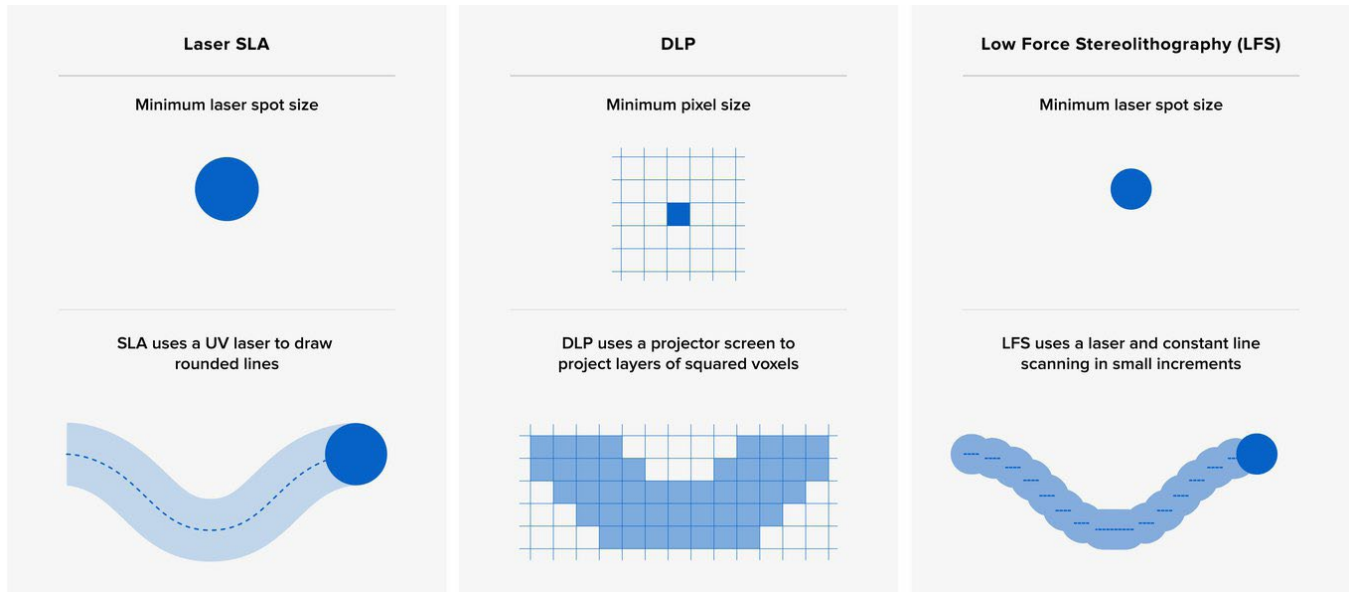 Laser SLA
Minimum laser spot size
SLA uses a UV laser to draw
rounded lines
DLP
Minimum pixel size
DLP uses a projector screen to
project layers of squared voxels
Low Force Stereolithography (LFS)
Minimum laser spot size
LFS uses a laser and constant line
scanning in small increments